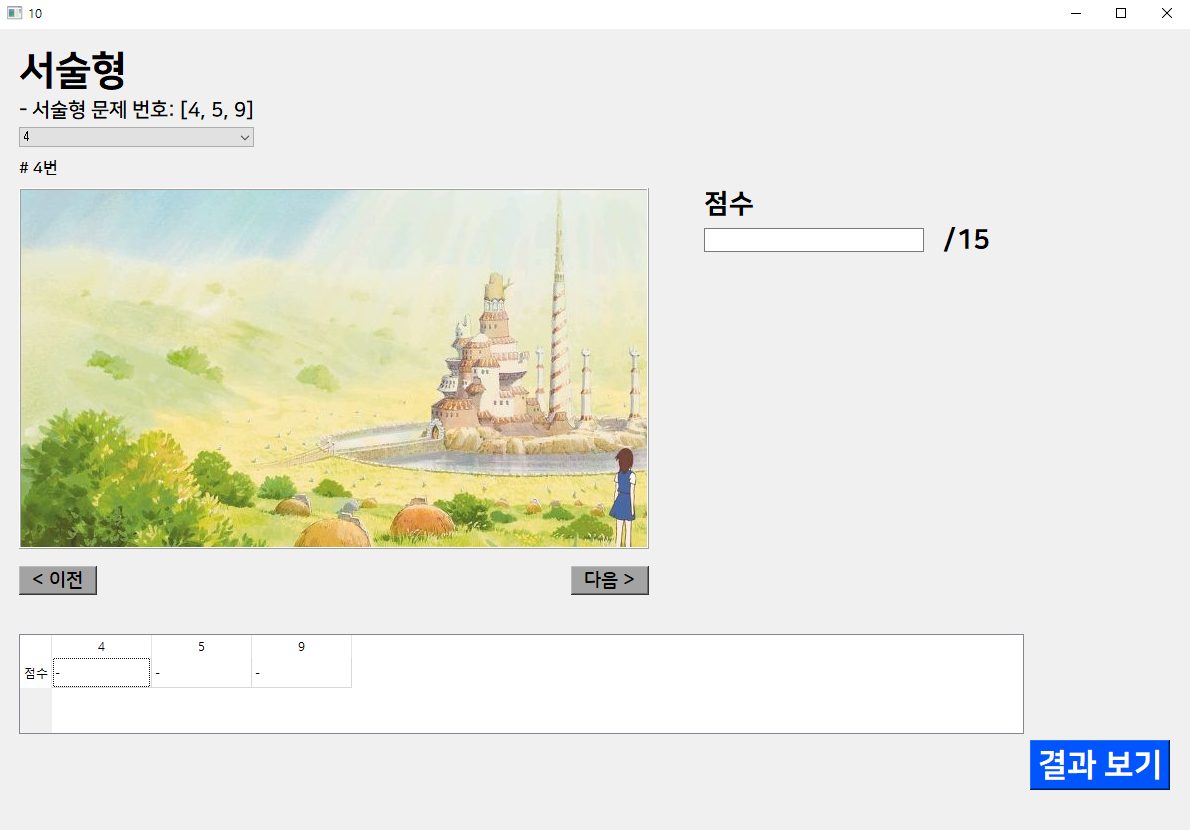 10
서술형
- 서술형 문제 번호: [4, 5, 9]
4
# 4번
점수
/15
< 이전
다음 >
4 5 9
점수 - - -
결과 보기